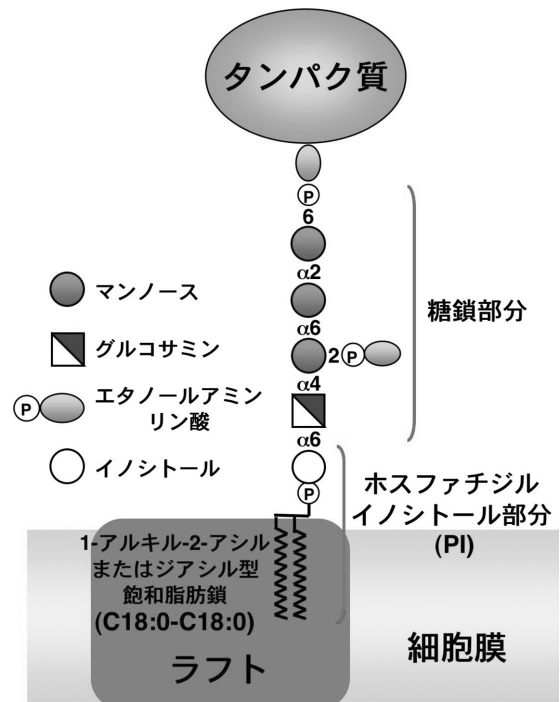 タンパク質
P
6
α2
α6
2
P
α4
α6
P
マンノース
グルコサミン
P
エタノールアミン
リン酸
イノシトール
糖鎖部分
ホスファチジル
イノシトール部分
(PI)
1-アルキル-2-アシル
またはジアシル型
飽和脂肪鎖
(C18:0-C18:0)
ラフト
細胞膜